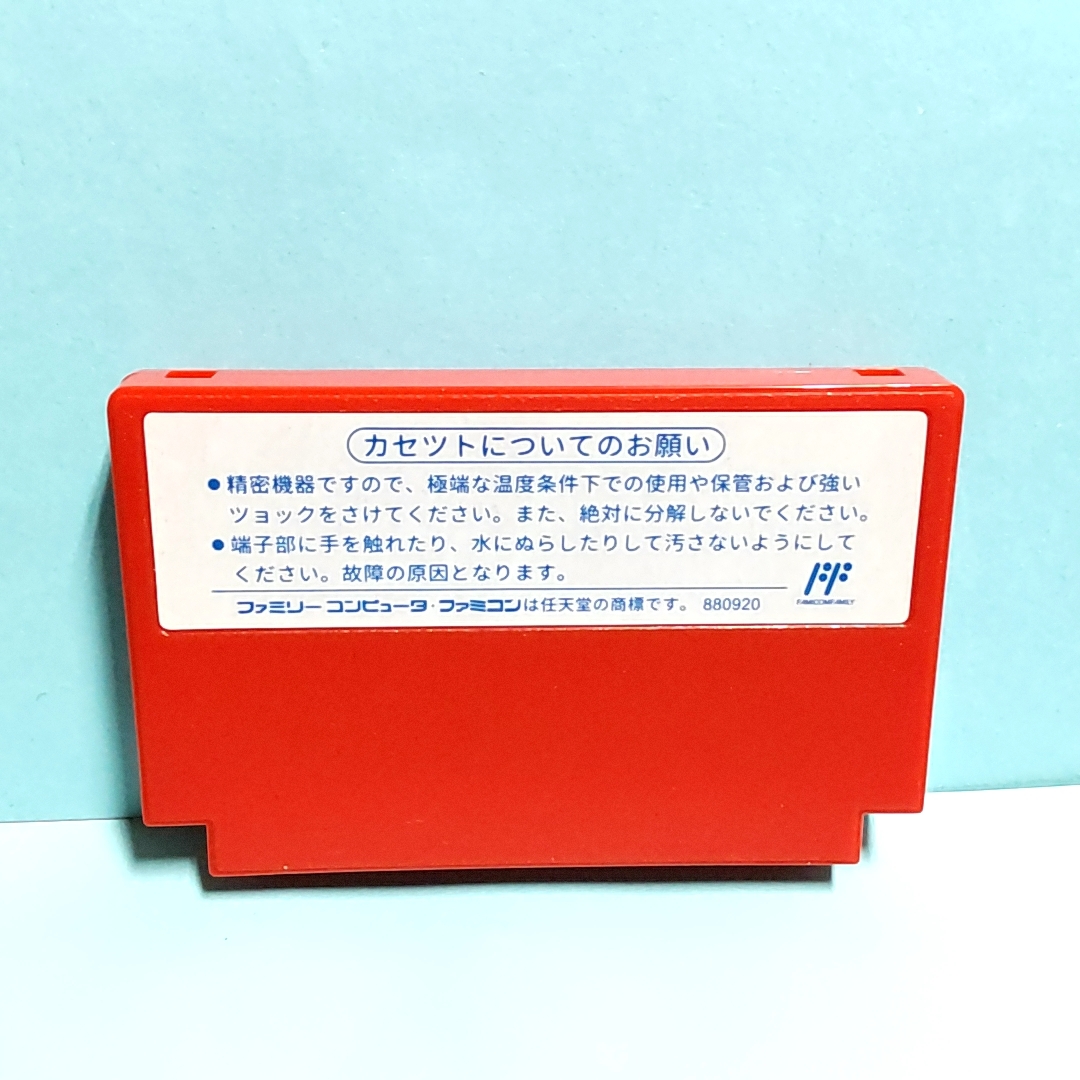 カセツトについてのお願い
●精密機器ですので、極端な温度条件下での使用や保管および強い
ツョックをさけてください。また、絶対に分解しないでください。
●端子部に手を触れたり、水にぬらしたりして汚さないようにして
ください。故障の原因となります。
FAMICOMFAMILY
ファミリーコンピュータ・ファミコンは任天堂の商標です。 880920